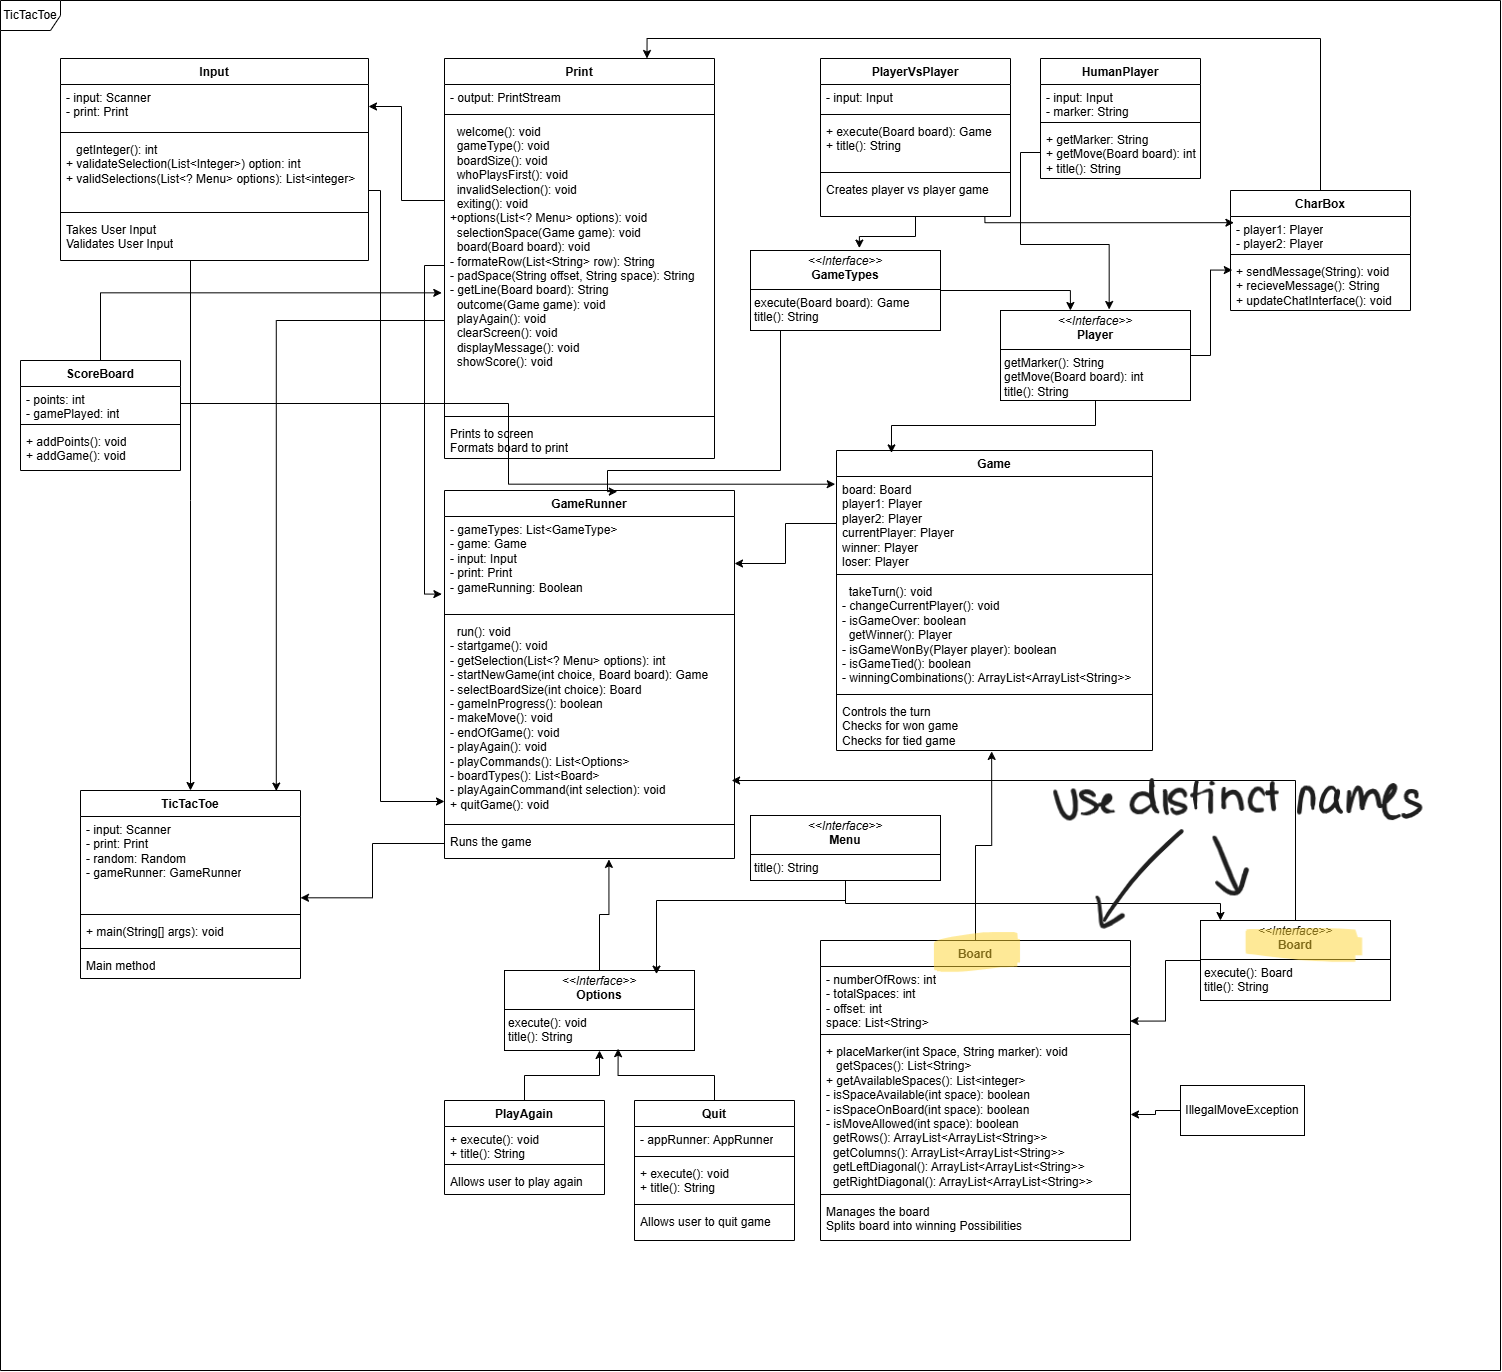 TicTacToe
Input
- input: Scanner
- print: Print
getInteger(): int
+ validateSelection(List<Integer>) option: int
+ validSelections(List<? Menu> options): List<integer>
Takes User Input
Validates User Input
Print
- output: PrintStream
welcome(): void
gameType(): void
boardSize(): void
whoPlaysFirst(): void
invalidSelection(): void
exiting(): void
+options(List<? Menu> options): void
selectionSpace(Game game): void
board(Board board): void
- formateRow(List<String> row): String
- padSpace(String offset, String space): String
- getLine(Board board): String
outcome(Game game): void
playAgain(): void
clearScreen(): void
displayMessage(): void
showScore(): void
Prints to screen
Formats board to print
PlayerVsPlayer
- input: Input
+ execute(Board board): Game
+ title(): String
Creates player vs player game
HumanPlayer
- input: Input
- marker: String
+ getMarker: String
+ getMove(Board board): int
+ title(): String
CharBox
- player1: Player
- player2: Player
+ sendMessage(String): void
+ recieveMessage(): String
+ updateChatInterface(): void
<<Interface>>
GameTypes
execute(Board board): Game
title(): String
<<Interface>>
Player
getMarker(): String
getMove(Board board): int
title(): String
ScoreBoard
- points: int
- gamePlayed: int
+ addPoints(): void
+ addGame(): void
GameRunner
- gameTypes: List<GameType>
- game: Game
- input: Input
- print: Print
- gameRunning: Boolean
run(): void
- startgame(): void
- getSelection(List<? Menu> options): int
- startNewGame(int choice, Board board): Game
- selectBoardSize(int choice): Board
- gameInProgress(): boolean
- makeMove(): void
- endOfGame(): void
- playAgain(): void
- playCommands(): List<Options>
- boardTypes(): List<Board>
- playAgainCommand(int selection): void
+ quitGame(): void
Runs the game
Game
board: Board
player1: Player
player2: Player
currentPlayer: Player
winner: Player
loser: Player
takeTurn(): void
- changeCurrentPlayer(): void
- isGameOver: boolean
getWinner(): Player
- isGameWonBy(Player player): boolean
- isGameTied(): boolean
- winningCombinations(): ArrayList<ArrayList<String>>
Controls the turn
Checks for won game
Checks for tied game
TicTacToe
- input: Scanner
- print: Print
- random: Random
- gameRunner: GameRunner
+ main(String[] args): void
Main method
<<Interface>>
Menu
title(): String
use distinct names
<<Interface>>
Board
execute(): Board
title(): String
Board
- numberOfRows: int
- totalSpaces: int
- offset: int
space: List<String>
+ placeMarker(int Space, String marker): void
getSpaces(): List<String>
+ getAvailableSpaces(): List<integer>
- isSpaceAvailable(int space): boolean
- isSpaceOnBoard(int space): boolean
- isMoveAllowed(int space): boolean
getRows(): ArrayList<ArrayList<String>>
getColumns(): ArrayList<ArrayList<String>>
getLeftDiagonal(): ArrayList<ArrayList<String>>
getRightDiagonal(): ArrayList<ArrayList<String>>
Manages the board
Splits board into winning Possibilities
IllegalMoveException
<<Interface>>
Options
execute(): void
title(): String
PlayAgain
+ execute(): void
+ title(): String
Allows user to play again
Quit
- appRunner: AppRunner
+ execute(): void
+ title(): String
Allows user to quit game